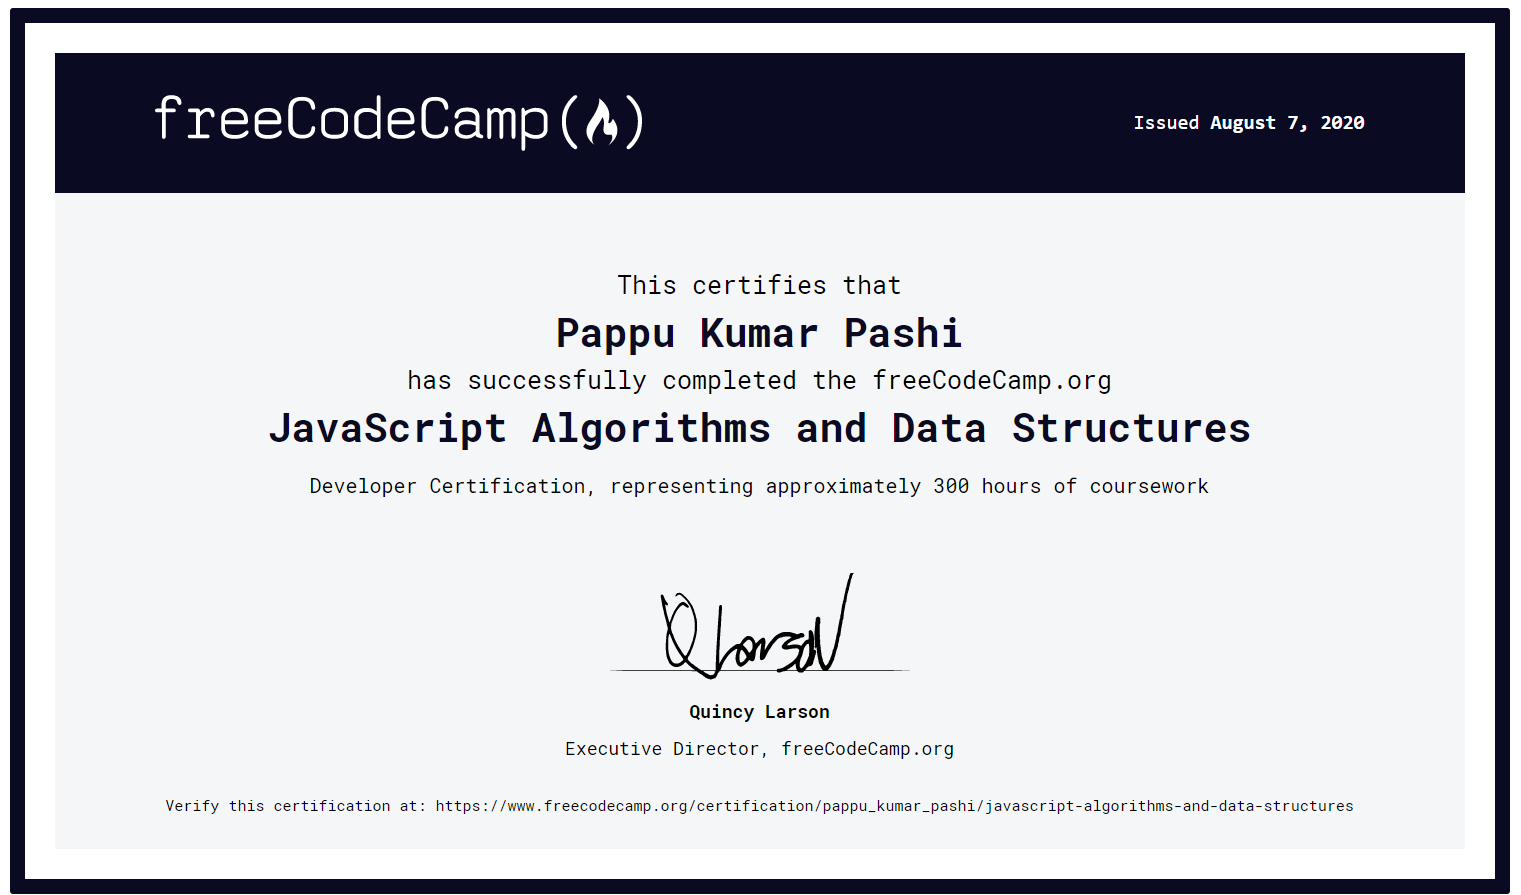 freeCodeCamp
Issued August 7, 2020
This certifies that
Pappu Kumar Pashi
has successfully completed the freeCodeCamp.org
JavaScript Algorithms and Data Structures
Developer Certification, representing approximately 300 hours of coursework
Q Larson
Quincy Larson
Executive Director, freeCodeCamp.org
Verify this certification at: https://www.freecodecamp.org/certification/pappu_kumar_pashi/javascript-algorithms-and-data-structures